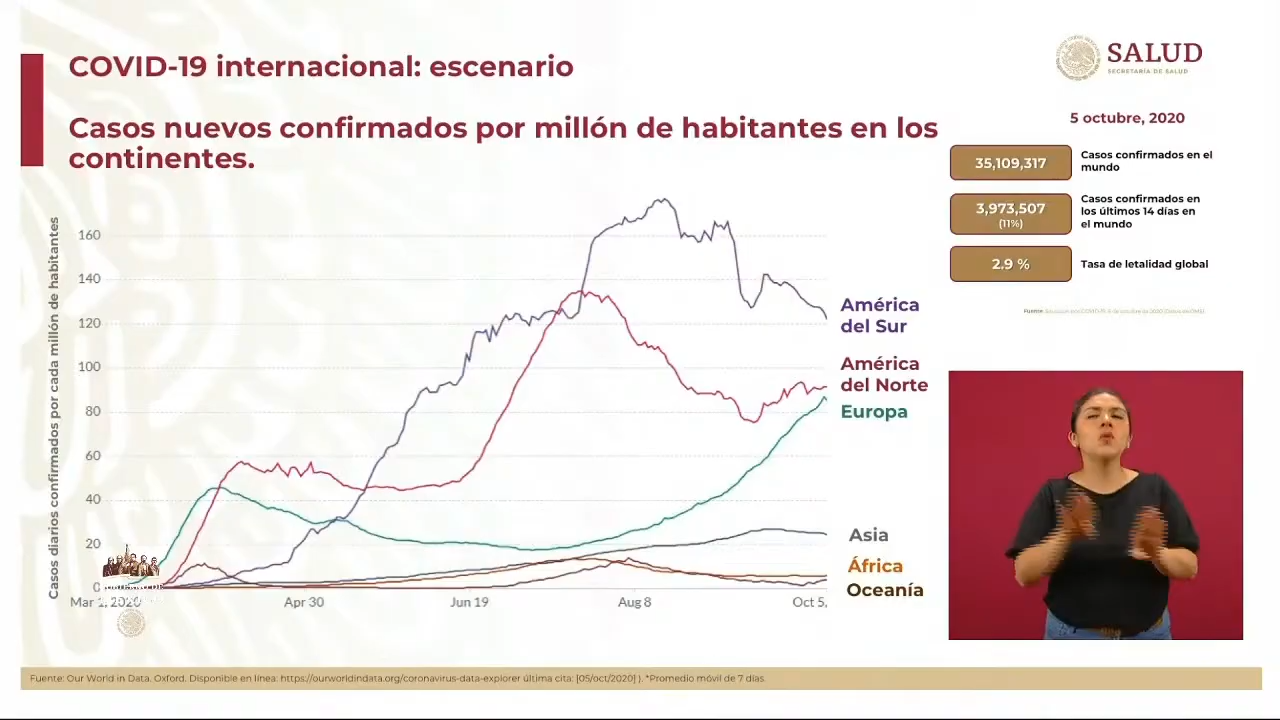 COVID-19 internacional: escenario
SALUD
SECRETARÍA DE SALUD
Casos nuevos confirmados por millón de habitantes en los
continentes.
5 octubre, 2020
35,109,317
Casos confirmados en el
mundo
3,973,507
(11%)
Casos confirmados en
los últimos 14 días en
el mundo
2.9 %
Tasa de letalidad global
Fuente:
Casos diarios confirmados por cada millón de habitantes
160
140
120
100
80
60
40
20
0
Mar 1, 2020
Apr 30
Jun 19
Aug 8
Oct 5,
América
del Sur
América
del Norte
Europa
Asia
África
Oceanía
Fuente: Our World in Data. Oxford. Disponible en línea: https://ourworldindata.org/coronavirus-data-explorer última cita: [05/oct/2020] ). *Promedio móvil de 7 días.